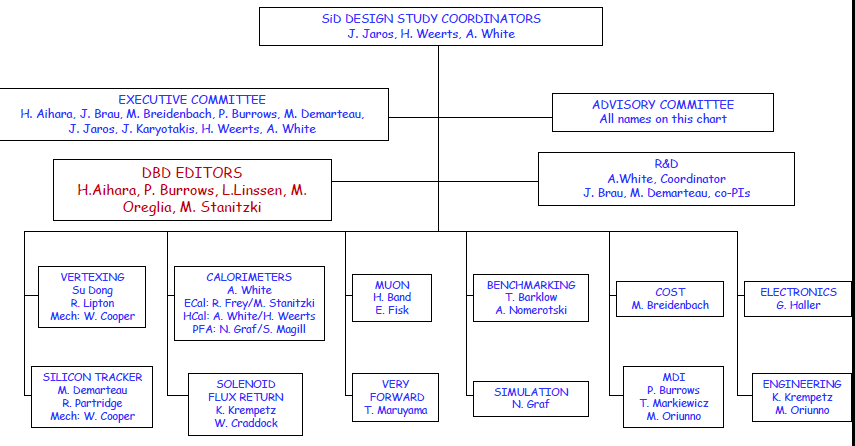 SiD DESIGN STUDY COORDINATORS
J. Jaros, H. Weerts, A. White
EXECUTIVE COMMITTEE
H. Aihara, J. Brau, M. Breidenbach, P. Burrows, M. Demarteau,
J. Jaros, J. Karyotakis, H. Weerts, A. White
ADVISORY COMMITTEE
All names on this chart
DBD EDITORS
H.Aihara, P. Burrows, L.Linssen, M.
Oreglia, M. Stanitzki
R&D
A.White, Coordinator
J. Brau, M. Demarteau, co-PIs
VERTEXING
Su Dong
R. Lipton
Mech: W. Cooper
CALORIMETERS
A. White
ECal: R. Frey/M. Stanitzki
HCal: A. White/H. Weerts
PFA: N. Graf/S. Magill
MUON
H. Band
E. Fisk
BENCHMARKING
T. Barklow
A. Nomerotski
COST
M. Breidenbach
ELECTRONICS
G. Haller
SILICON TRACKER
M. Demarteau
R. Partridge
Mech: W. Cooper
SOLENOID
FLUX RETURN
K. Krempetz
W. Craddock
VERY
FORWARD
T. Maruyama
SIMULATION
N. Graf
MDI
P. Burrows
T. Markiewicz
M. Oriunno
ENGINEERING
K. Krempetz
M. Oriunno